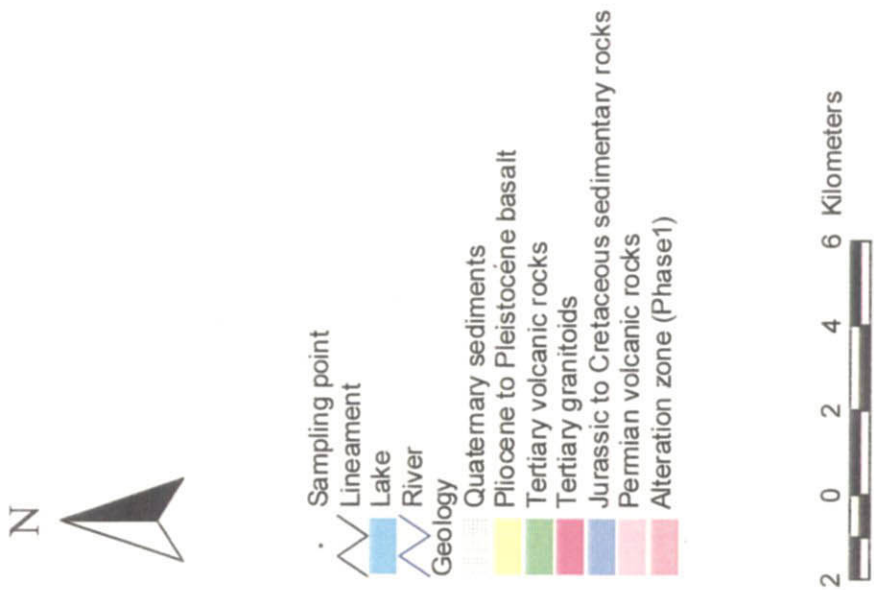 N
Sampling point
Lineament
Lake
River
Geology
Quaternary sediments
Pliocene to Pleistocene basalt
Tertiary volcanic rocks
Tertiary granitoids
Jurassic to Cretaceous sedimentary rocks
Permian volcanic rocks
Alteration zone (Phase1)
2 0 2 4 6 Kilometers